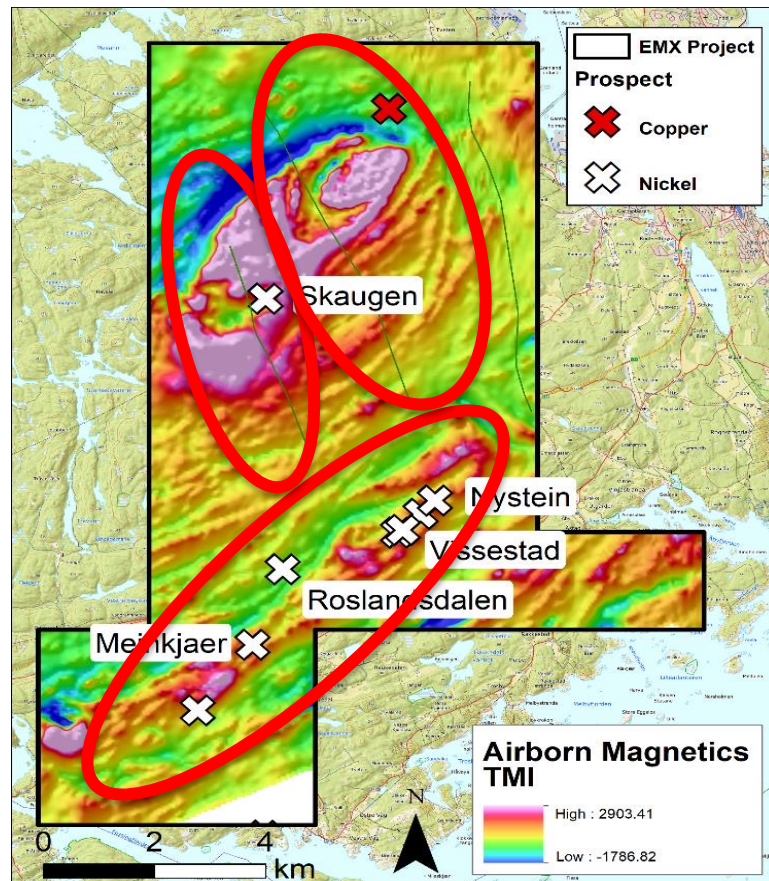 EMX Project
Prospect
Copper
Nickel
Skaugen
Nystein
Vissestad
Roslandsdalen
Meinkjaer
Airborn Magnetics
TMI
High : 2903.41
Low : -1786.82
N
0 2 4
km